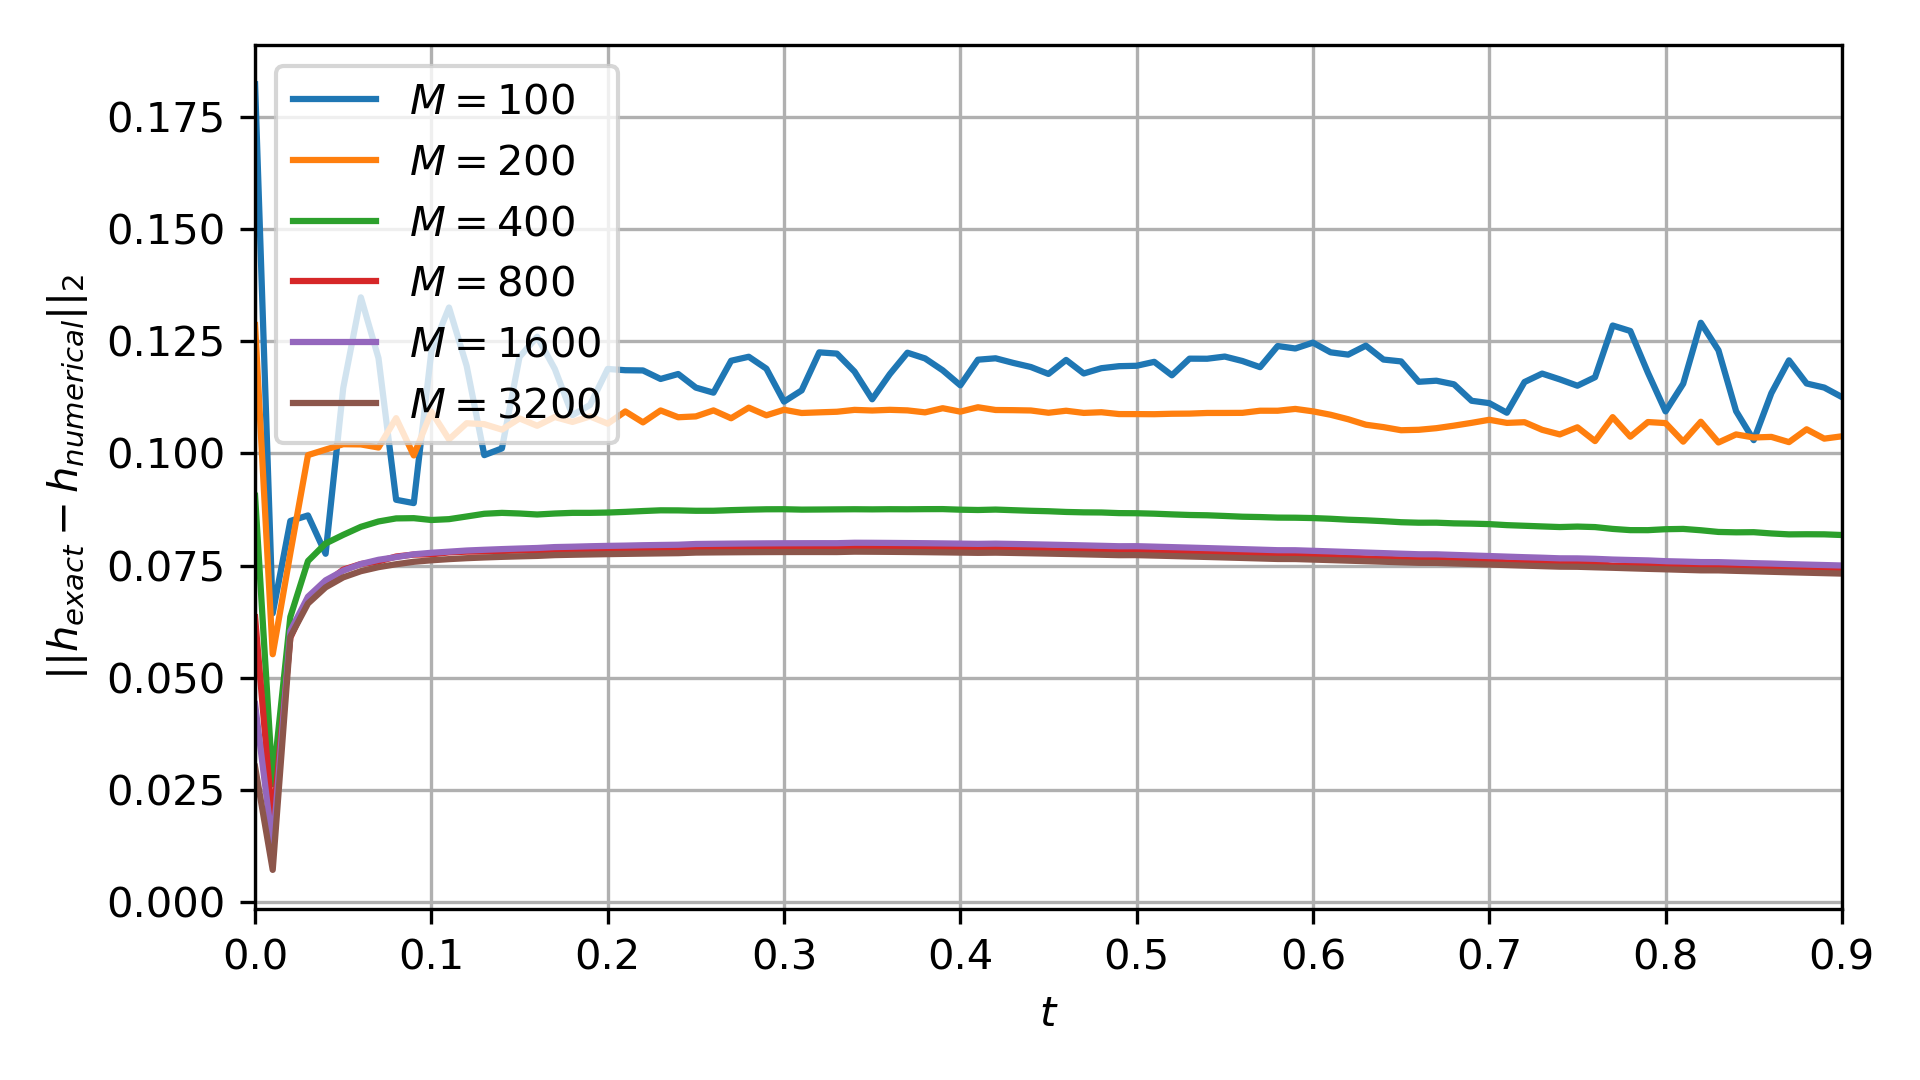 M = 100
M = 200
M = 400
M = 800
M = 1600
M = 3200
0.175
0.150
0.125
0.100
0.075
0.050
0.025
0.000
||h_exact − h_numerical||_2
0.0 0.1 0.2 0.3 0.4 0.5 0.6 0.7 0.8 0.9
t